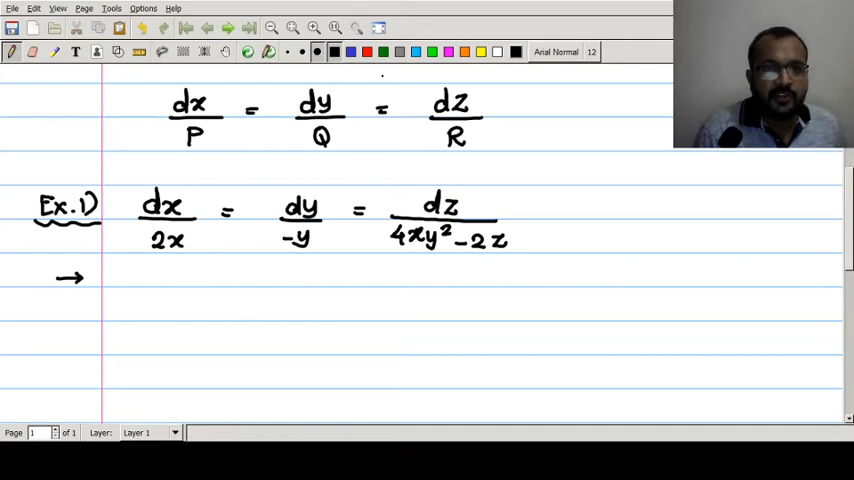 File Edit View Page Tools Options Help
T Arial Normal 12
dx/P = dy/Q = dz/R
Ex.1) dx/2x = dy/-y = dz/4xy²-2z
→
Page 1 of 1 Layer: Layer 1